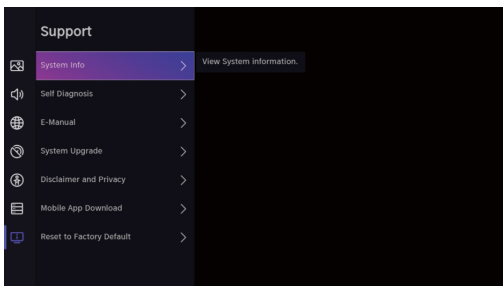 Support
System Info
View System information.
Self Diagnosis
E-Manual
System Upgrade
Disclaimer and Privacy
Mobile App Download
Reset to Factory Default